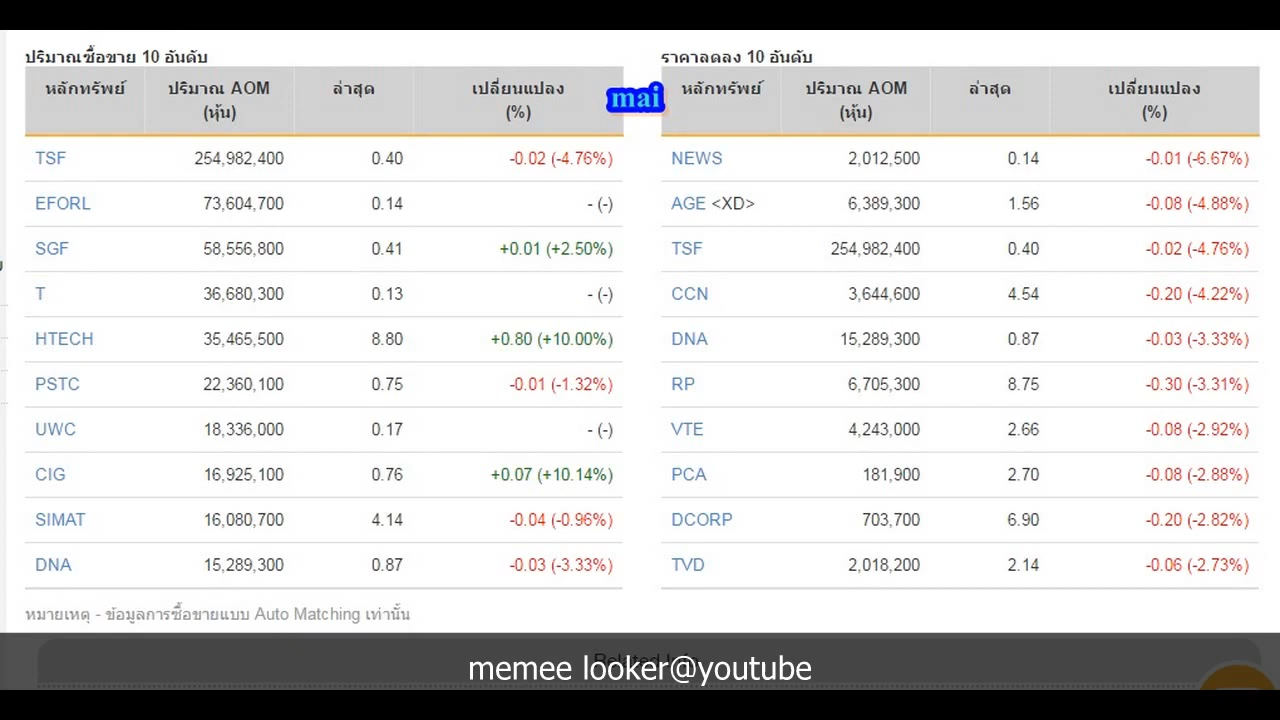 ปริมาณซื้อขาย 10 อันดับ
หลักทรัพย์ ปริมาณ AOM (หุ้น) ล่าสุด เปลี่ยนแปลง (%)
TSF 254,982,400 0.40 -0.02 (-4.76%)
EFORL 73,604,700 0.14 - (-)
SGF 58,556,800 0.41 +0.01 (+2.50%)
T 36,680,300 0.13 - (-)
HTECH 35,465,500 8.80 +0.80 (+10.00%)
PSTC 22,360,100 0.75 -0.01 (-1.32%)
UWC 18,336,000 0.17 - (-)
CIG 16,925,100 0.76 +0.07 (+10.14%)
SIMAT 16,080,700 4.14 -0.04 (-0.96%)
DNA 15,289,300 0.87 -0.03 (-3.33%)
หมายเหตุ - ข้อมูลการซื้อขายแบบ Auto Matching เท่านั้น
mai
ราคาลดลง 10 อันดับ
หลักทรัพย์ ปริมาณ AOM (หุ้น) ล่าสุด เปลี่ยนแปลง (%)
NEWS 2,012,500 0.14 -0.01 (-6.67%)
AGE <XD> 6,389,300 1.56 -0.08 (-4.88%)
TSF 254,982,400 0.40 -0.02 (-4.76%)
CCN 3,644,600 4.54 -0.20 (-4.22%)
DNA 15,289,300 0.87 -0.03 (-3.33%)
RP 6,705,300 8.75 -0.30 (-3.31%)
VTE 4,243,000 2.66 -0.08 (-2.92%)
PCA 181,900 2.70 -0.08 (-2.88%)
DCORP 703,700 6.90 -0.20 (-2.82%)
TVD 2,018,200 2.14 -0.06 (-2.73%)
memee looker@youtube